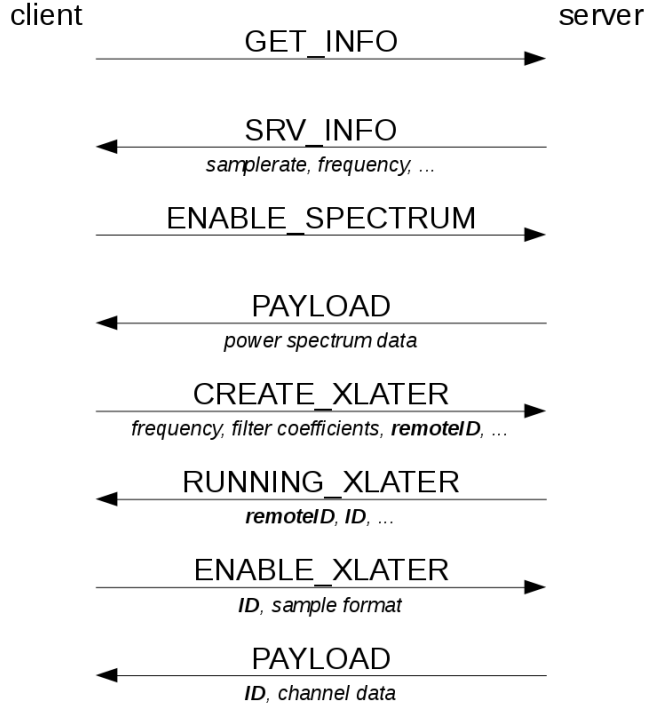 client server
GET_INFO
SRV_INFO
samplerate, frequency, ...
ENABLE_SPECTRUM
PAYLOAD
power spectrum data
CREATE_XLATER
frequency, filter coefficients, remoteID, ...
RUNNING_XLATER
remoteID, ID, ...
ENABLE_XLATER
ID, sample format
PAYLOAD
ID, channel data